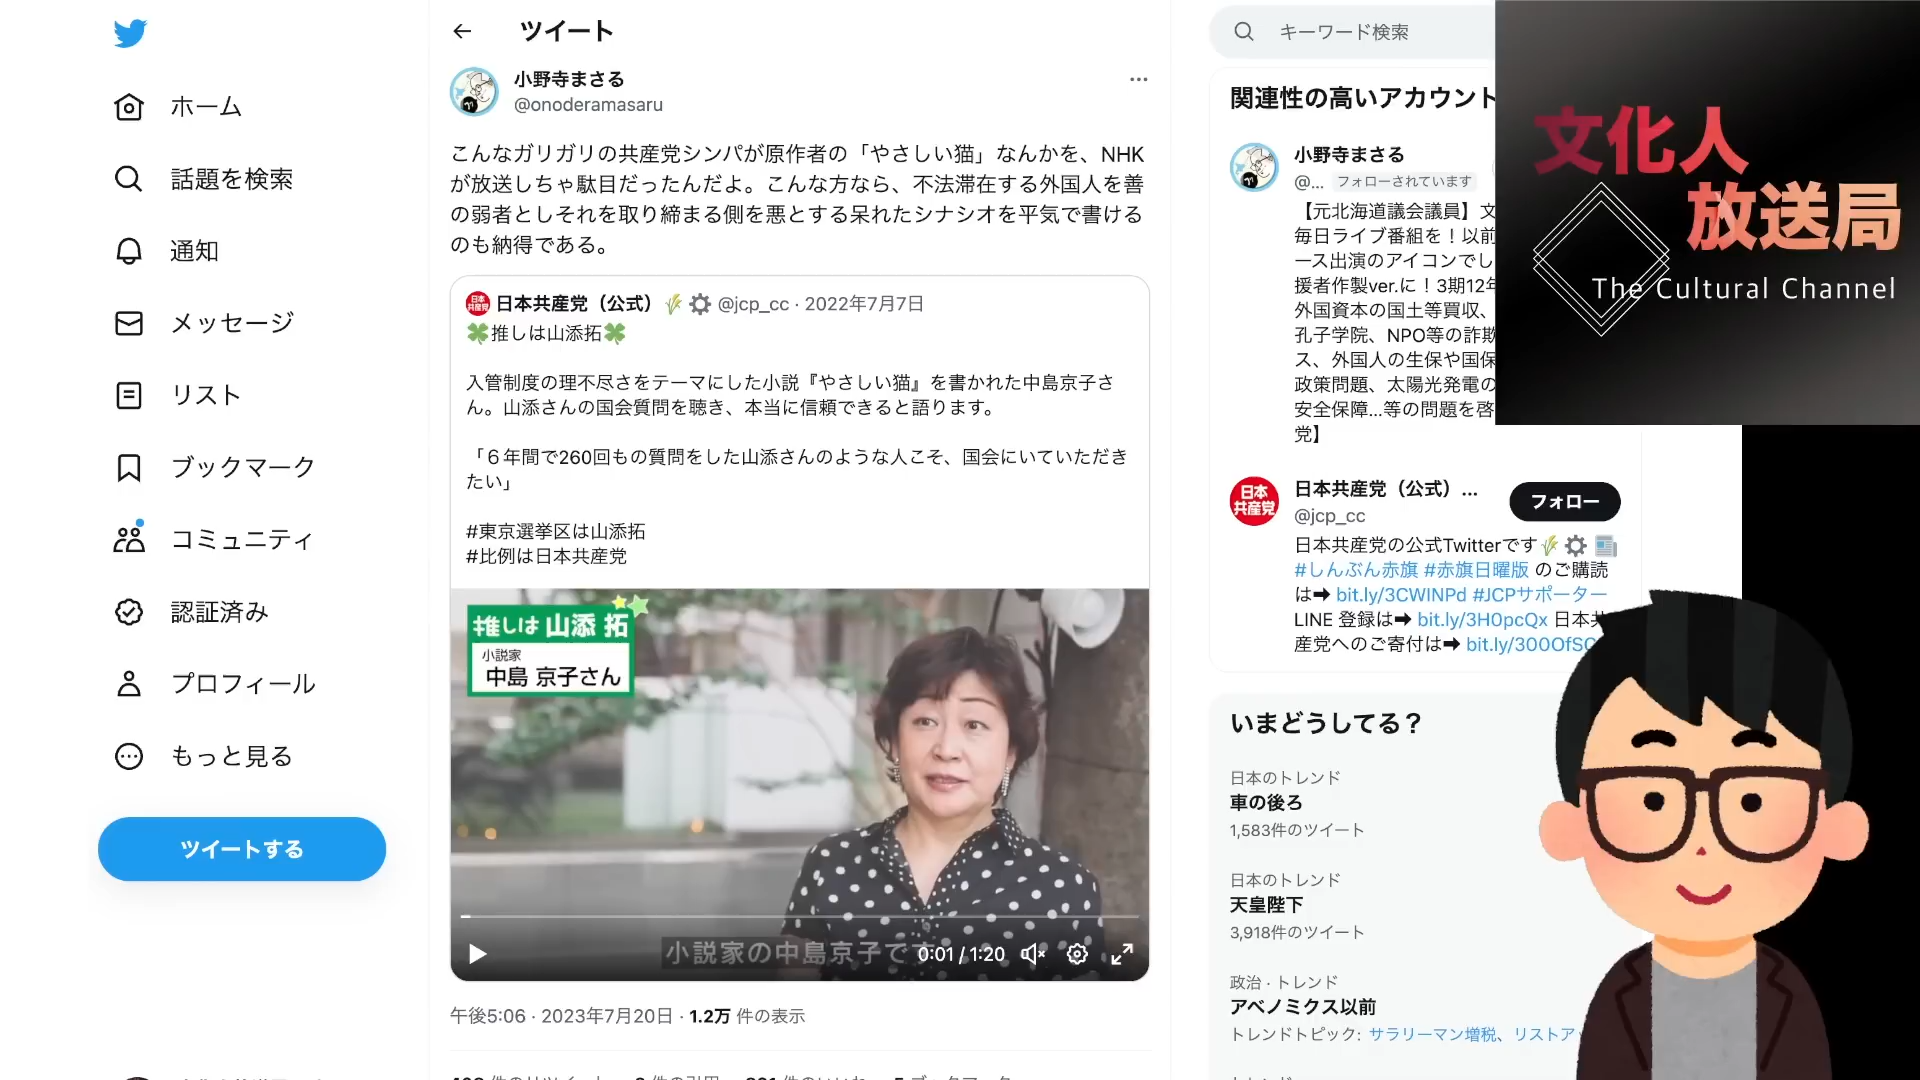 ホーム
話題を検索
通知
メッセージ
リスト
ブックマーク
コミュニティ
認証済み
プロフィール
もっと見る
ツイートする
ツイート
小野寺まさる
@onoderamasaru
こんなガリガリの共産党シンパが原作者の「やさしい猫」なんかを、NHK
が放送しちゃ駄目だったんだよ。こんな方なら、不法滞在する外国人を善
の弱者としそれを取り締まる側を悪とする呆れたシナシオを平気で書ける
のも納得である。
日本共産党（公式） @jcp_cc · 2022年7月7日
推しは山添拓
入管制度の理不尽さをテーマにした小説『やさしい猫』を書かれた中島京子さ
ん。山添さんの国会質問を聴き、本当に信頼できると語ります。
「６年間で260回もの質問をした山添さんのような人こそ、国会にいていただき
たい」
#東京選挙区は山添拓
#比例は日本共産党
推しは 山添 拓
小説家
中島 京子さん
小説家の中島京子です
0:01 / 1:20
午後5:06 · 2023年7月20日 · 1.2万 件の表示
キーワード検索
関連性の高いアカウント
小野寺まさる
@... フォローされています
【元北海道議会議員】文
毎日ライブ番組を！以前
ース出演のアイコンでし
援者作製ver.に！3期12年
外国資本の国土等買収、
孔子学院、NPO等の詐欺
ス、外国人の生保や国保
政策問題、太陽光発電の
安全保障...等の問題を啓
党】
日本共産党（公式）...
フォロー
@jcp_cc
日本共産党の公式Twitterです
#しんぶん赤旗 #赤旗日曜版 のご購読
は➡ bit.ly/3CWlNPd #JCPサポーター
LINE 登録は➡ bit.ly/3H0pcQx 日本共
産党へのご寄付は➡
いまどうしてる？
日本のトレンド
車の後ろ
1,583件のツイート
日本のトレンド
天皇陛下
3,918件のツイート
政治 · トレンド
アベノミクス以前
トレンドトピック: サラリーマン増税、リストア
文化人
放送局
The Cultural Channel